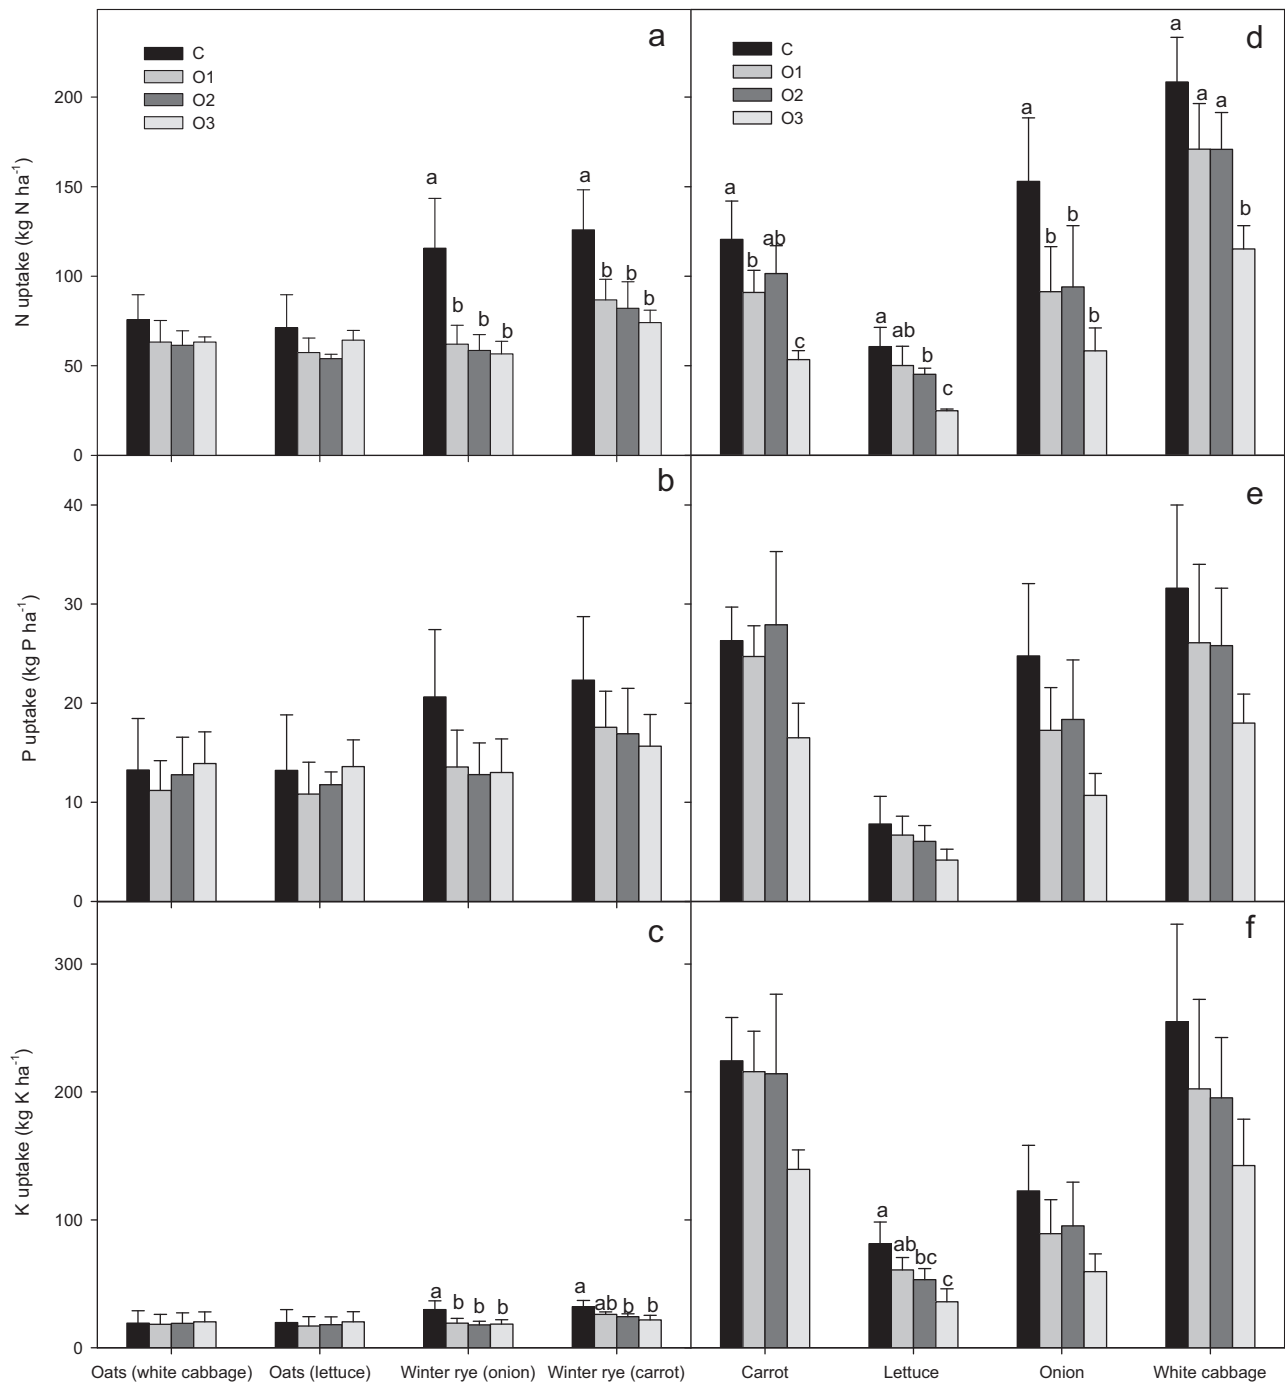 a
C
O1
O2
O3
N uptake (kg N ha-1)
200
150
100
50
0
a
b
b
b
a
b
b
b
d
C
O1
O2
O3
a
b
ab
c
a
ab
b
c
a
b
b
b
a
a
a
b
b
P uptake (kg P ha-1)
40
30
20
10
0
e
c
K uptake (kg K ha-1)
300
200
100
0
a
b
b
b
a
ab
b
b
f
a
ab
bc
c
Oats (white cabbage)
Oats (lettuce)
Winter rye (onion)
Winter rye (carrot)
Carrot
Lettuce
Onion
White cabbage